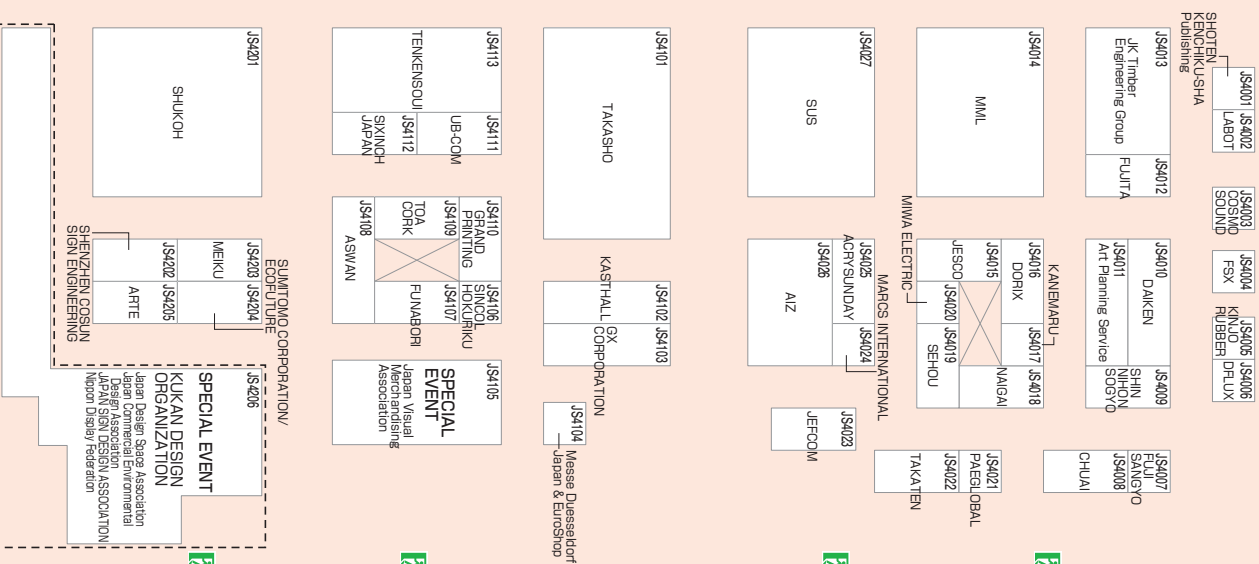 SHOTEN
KENCHIKU-SHA
Publishing
JS4001
JS4002
LABOT
JS4003
COSMO
SOUND
JS4004
FSX
JS4005
KINJO
RUBBER
JS4006
DFLUX
JS4013
JK Timber
Engineering Group
JS4012
FUJITA
JS4010
DAIKEN
JS4011
Art Planning Service
JS4009
SHIN
NIHON
SOGYO
JS4007
FUJI
SANGYO
JS4008
CHUAI
JS4014
MML
KANEMARU
JS4016
DORIX
JS4017
JS4015
JESCO
JS4018
NAIGAI
MIWA ELECTRIC
JS4020
JS4019
SEHOU
JS4021
PAEGLOBAL
JS4022
TAKATEN
JS4027
SUS
MARCS INTERNATIONAL
JS4025
ACRYSUNDAY
JS4024
JS4026
AIZ
JS4023
JEFCOM
JS4101
TAKASHO
JS4102
KASTHALL
JS4103
GX
CORPORATION
JS4104
Messe Duesseldorf
Japan & EuroShop
JS4113
TENKENSOUI
JS4111
UB-COM
JS4112
SIXINCH
JAPAN
JS4110
GRAND
PRINTING
JS4106
SINCOL
HOKURIKU
JS4109
TOA
CORK
JS4107
FUNABORI
JS4108
ASWAN
JS4105
SPECIAL
EVENT
Japan Visual
Merchandising
Association
JS4201
SHUKOH
SUMITOMO CORPORATION/
ECOFUTURE
JS4203
MEIKU
JS4204
JS4202
JS4205
ARTE
SHENZHEN COSUN
SIGN ENGINEERING
JS4206
SPECIAL EVENT
KUKAN DESIGN
ORGANIZATION
Japan Design Space Association
Japan Commercial Environmental
Design Association
JAPAN SIGN DESIGN ASSOCIATION
Nippon Display Federation